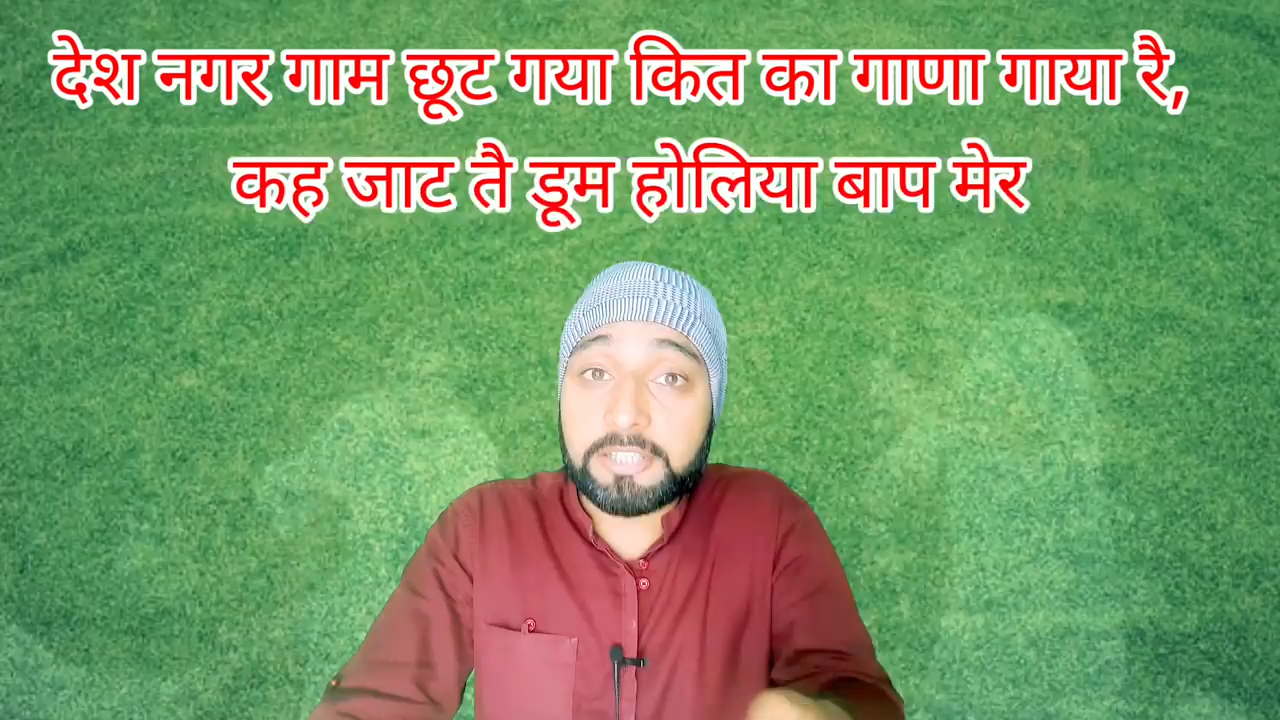 देश नगर गाम छूट गया कित का गाणा गाया रै,
कह जाट तै डूम होलिया बाप मेर